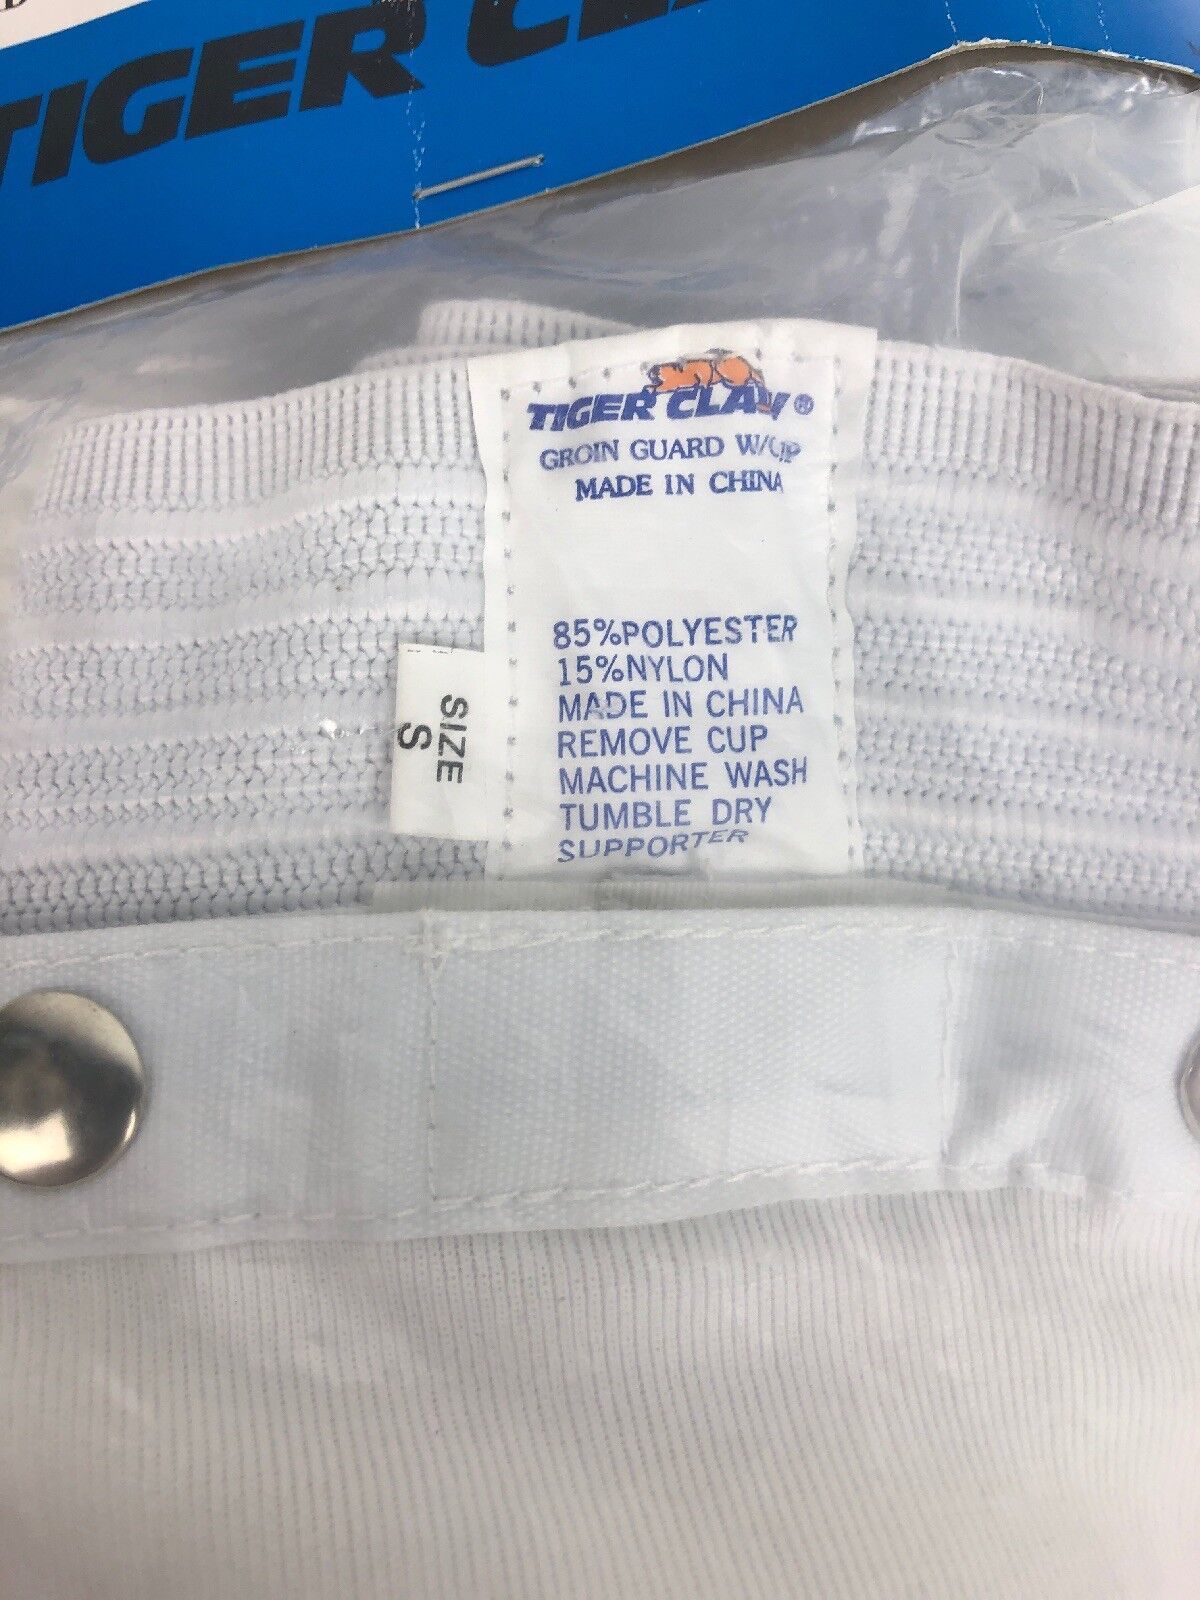 TIGER
TIGER CLAW®
GROIN GUARD W/CUP
MADE IN CHINA
85%POLYESTER
15%NYLON
MADE IN CHINA
REMOVE CUP
MACHINE WASH
TUMBLE DRY
SUPPORTER
SIZE
S